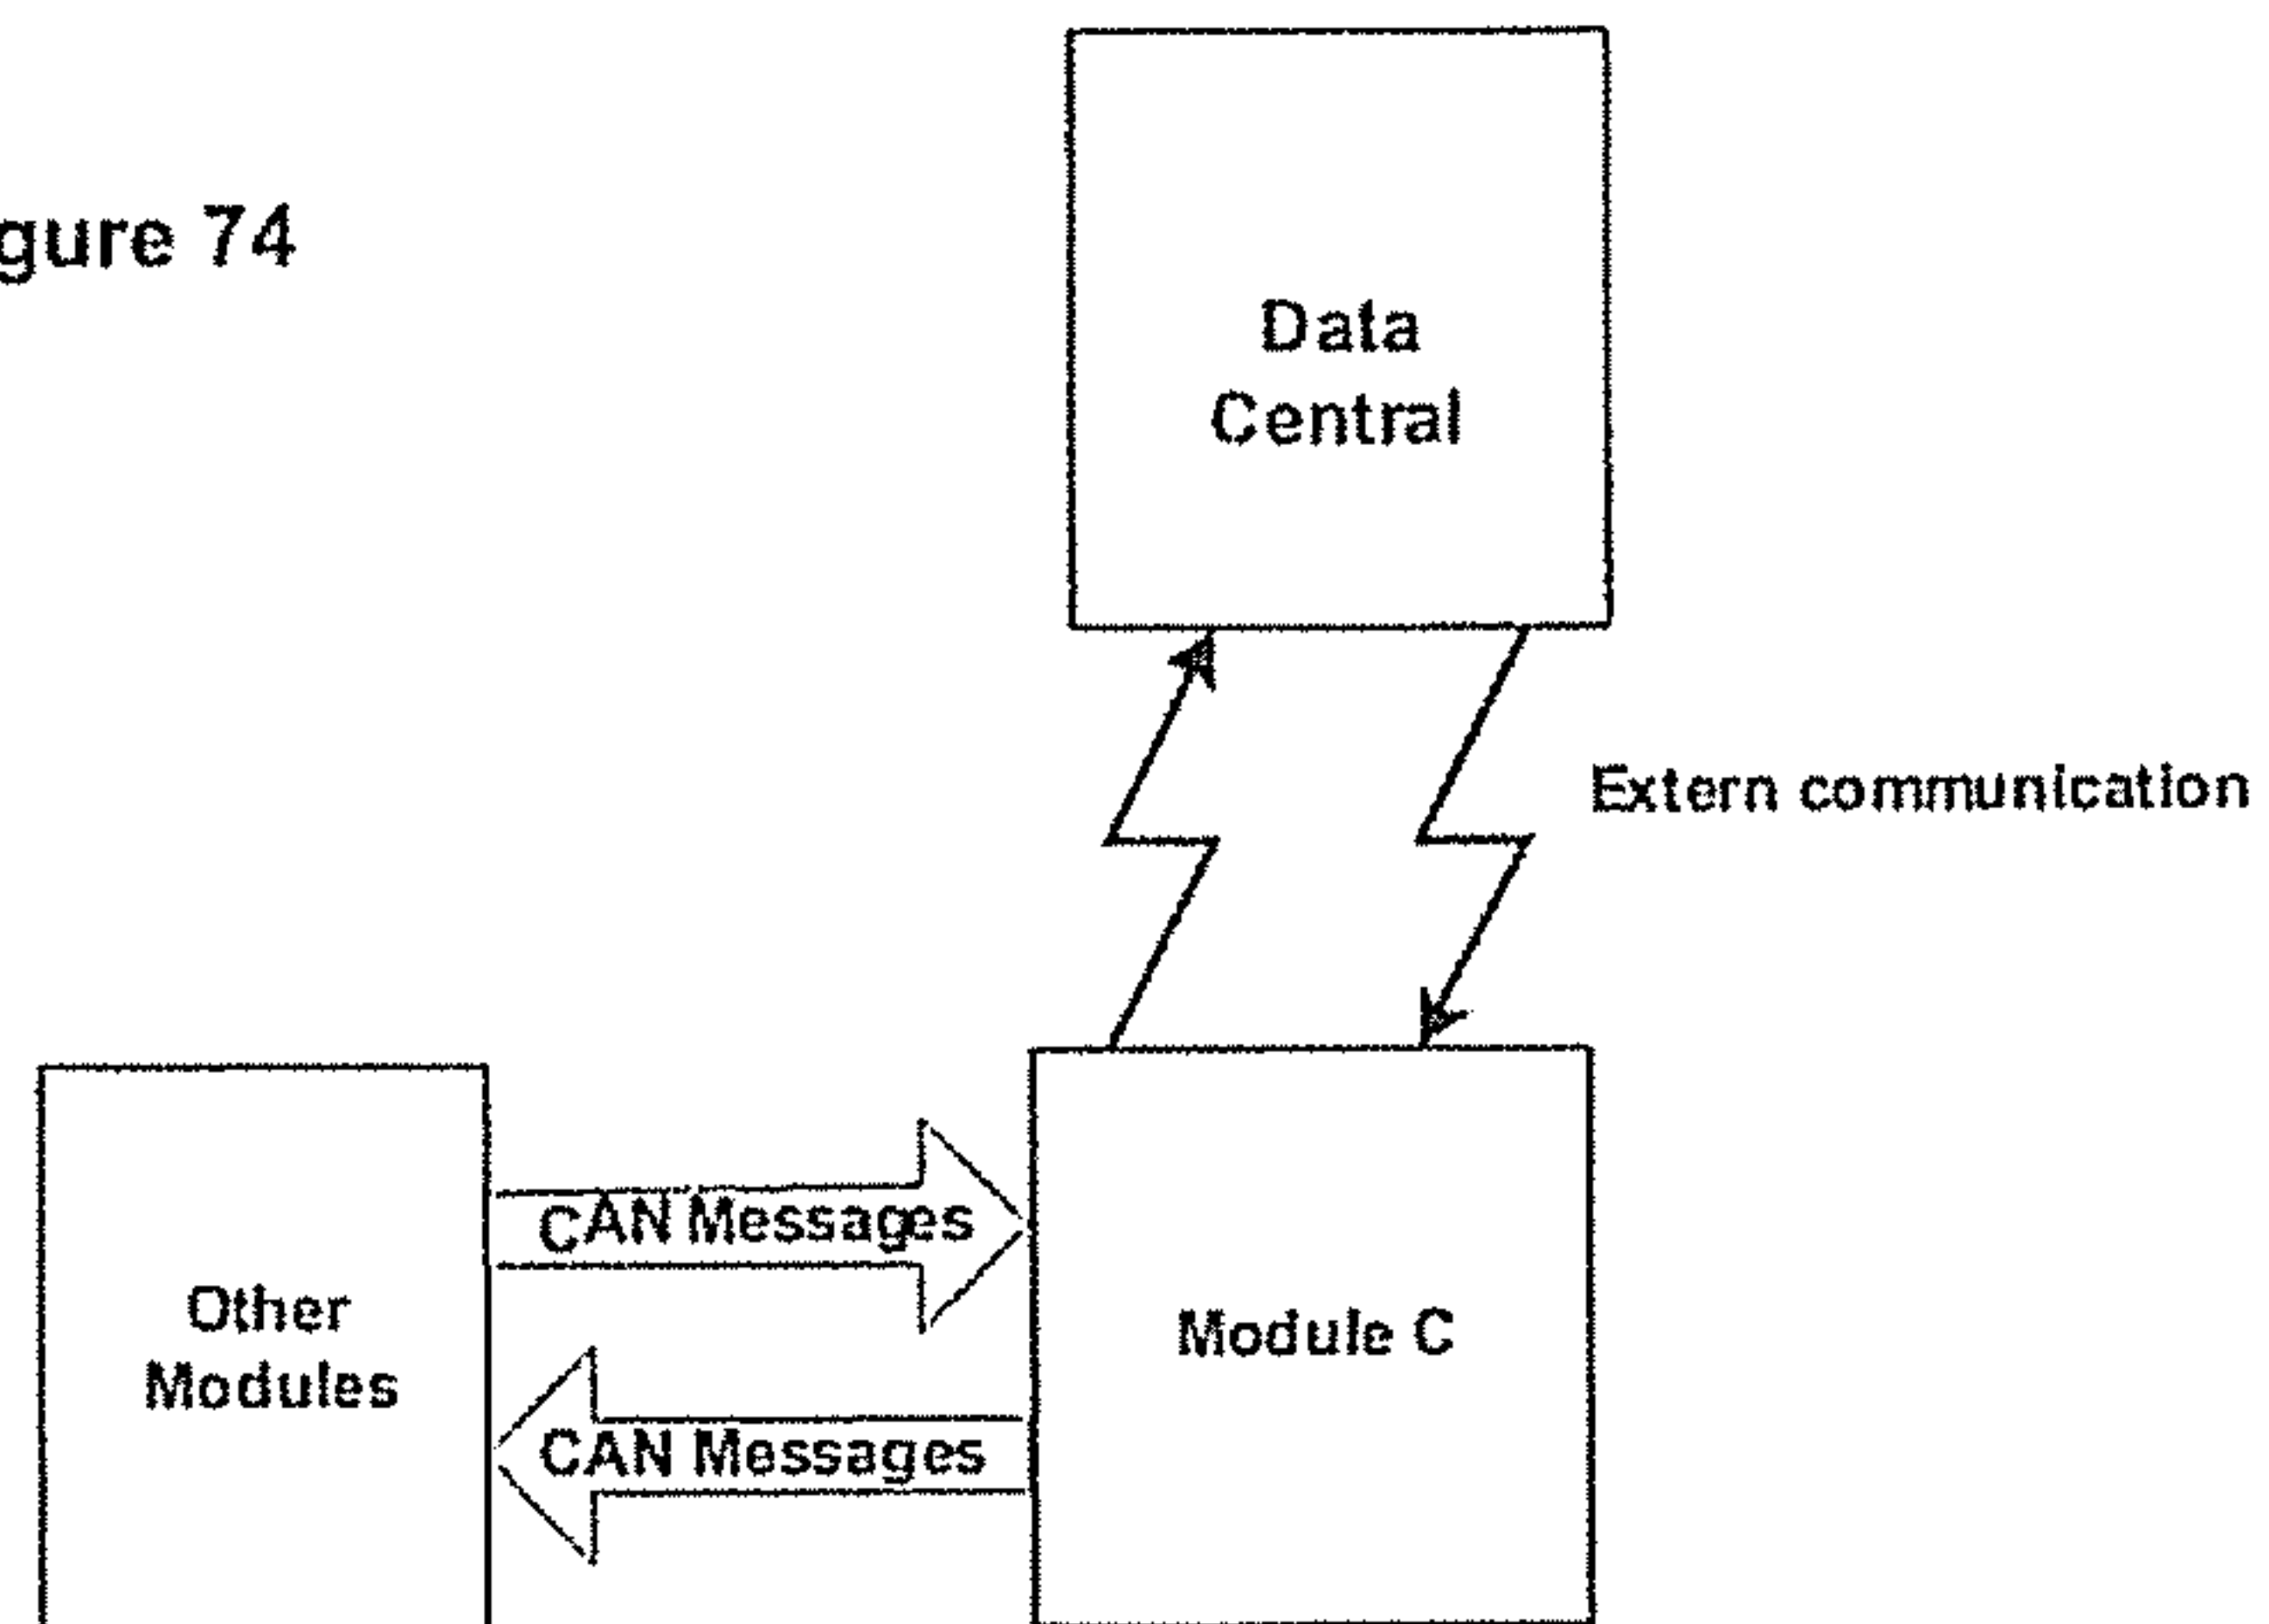 gure 74
Data
Central
Extern communication
CAN Messages
Other
Modules
Module C
CAN Messages